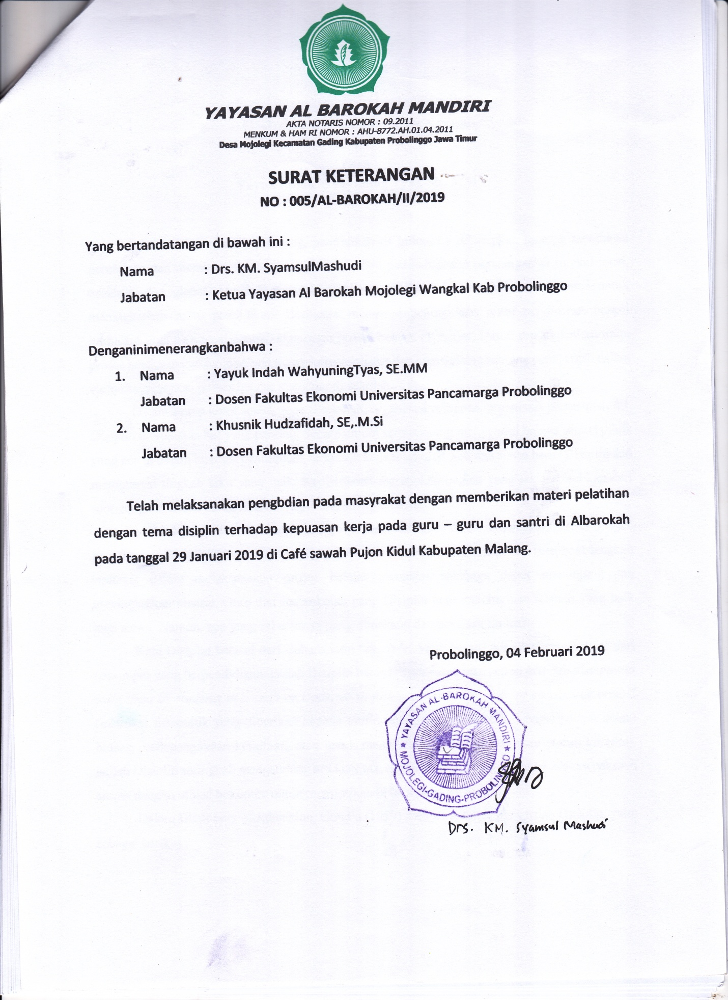 YAYASAN AL BAROKAH MANDIRI
AKTA NOTARIS NOMOR : 09.2011
MENKUM & HAM RI NOMOR : AHU-8772.AH.01.04.2011
Desa Mojolegi Kecamatan Gading Kabupaten Probolinggo Jawa Timur
SURAT KETERANGAN
NO : 005/AL-BAROKAH/II/2019
Yang bertandatangan di bawah ini :
Nama : Drs. KM. SyamsulMashudi
Jabatan : Ketua Yayasan Al Barokah Mojolegi Wangkal Kab Probolinggo
Denganinimenerangkanbahwa :
1. Nama : Yayuk Indah WahyuningTyas, SE.MM
Jabatan : Dosen Fakultas Ekonomi Universitas Pancamarga Probolinggo
2. Nama : Khusnik Hudzafidah, SE,.M.Si
Jabatan : Dosen Fakultas Ekonomi Universitas Pancamarga Probolinggo
Telah melaksanakan pengbdian pada masyrakat dengan memberikan materi pelatihan
dengan tema disiplin terhadap kepuasan kerja pada guru – guru dan santri di Albarokah
pada tanggal 29 Januari 2019 di Café sawah Pujon Kidul Kabupaten Malang.
Probolinggo, 04 Februari 2019
YAYASAN AL-BAROKAH MANDIRI
MOJOLEGI-GADING-PROBOLINGGO
Drs. KM. Syamsul Mashudi